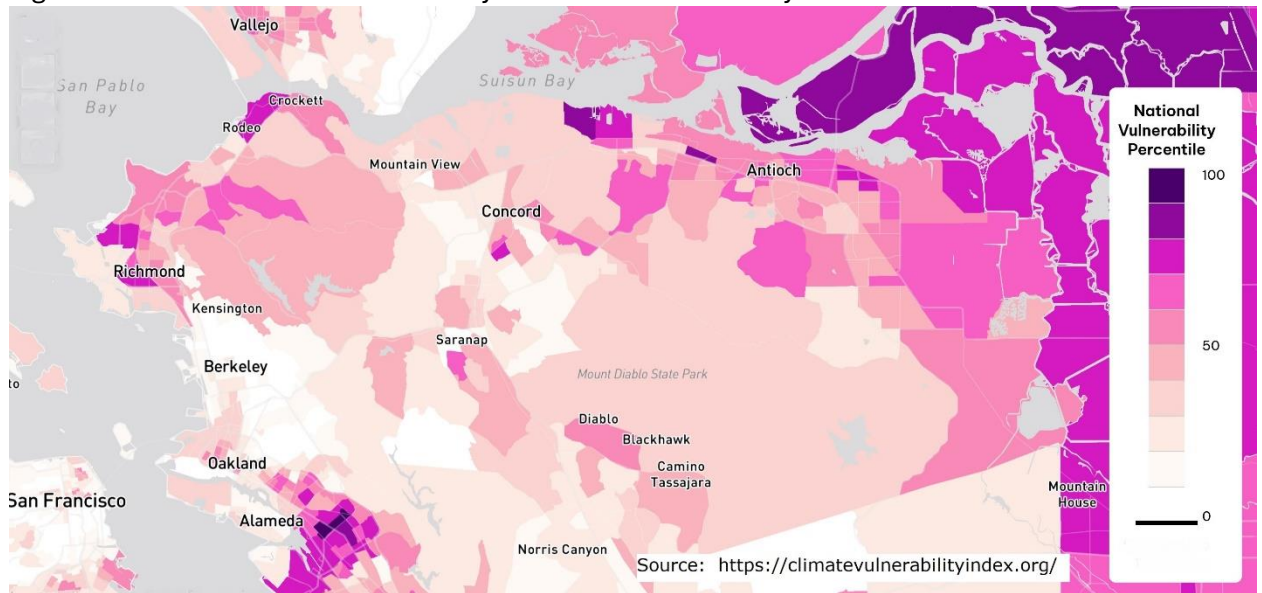 Vallejo
San Pablo
Bay
Suisun Bay
Crockett
Rodeo
Mountain View
Antioch
Concord
Richmond
Kensington
Saranap
Berkeley
to
Mount Diablo State Park
Diablo
Blackhawk
Camino
Tassajara
Oakland
San Francisco
Alameda
Norris Canyon
Mountain
House
National
Vulnerability
Percentile
100
50
0
Source: https://climatevulnerabilityindex.org/